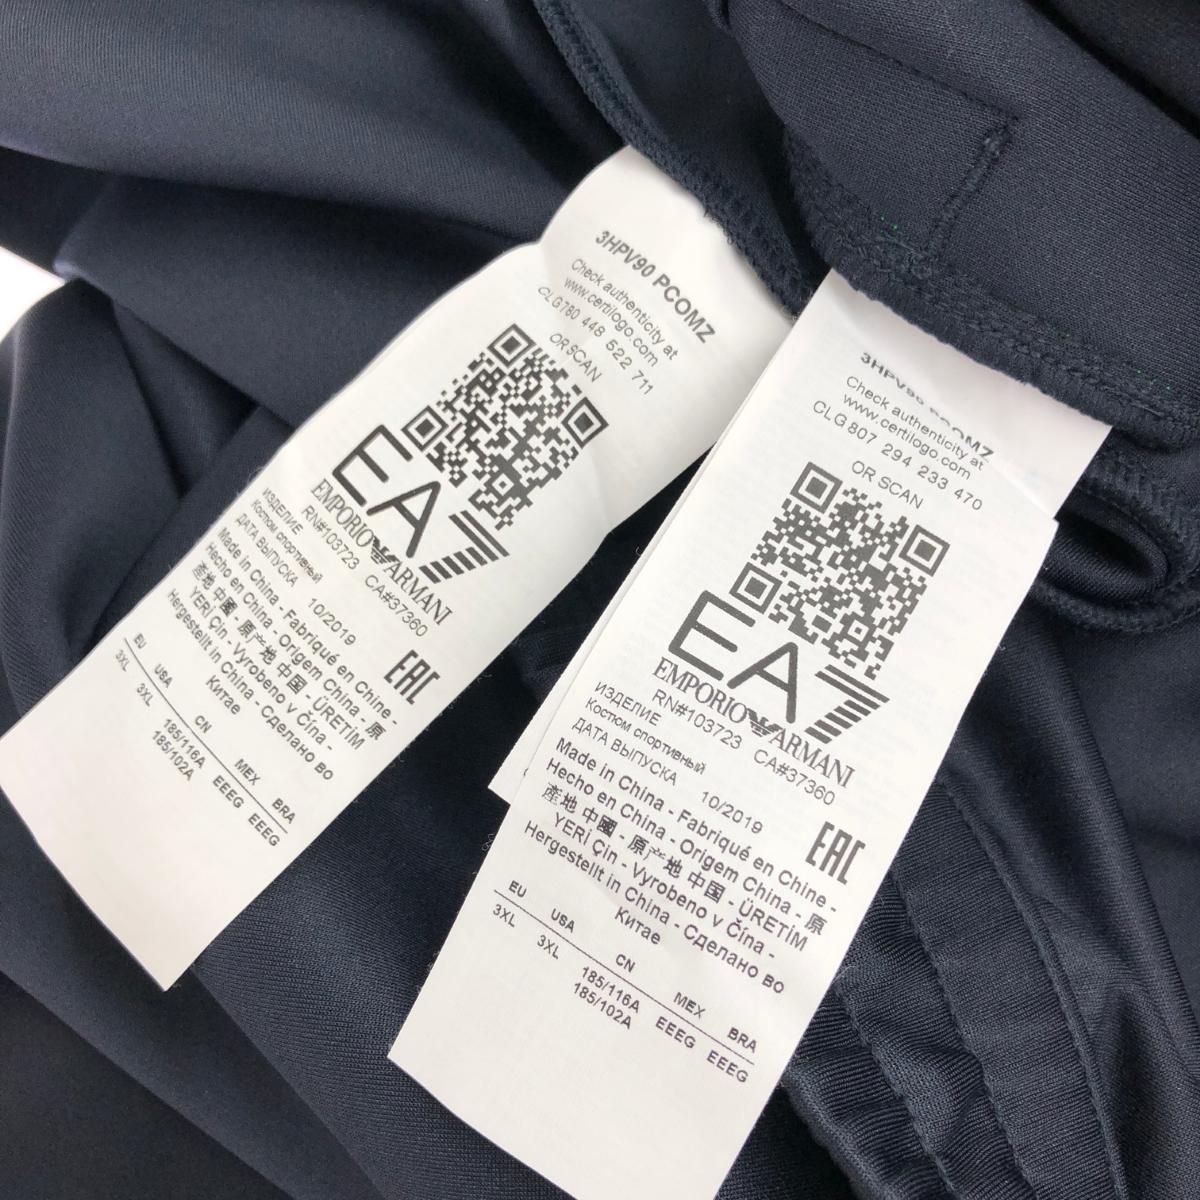 3HPV90 PCOMZ
Check authenticity at
www.certilogo.com
CLG780 448 522 711
OR SCAN
EA7
EMPORIO ARMANI
RN#103723 CA#37360
ИЗДЕЛИЕ
Костюм спортивный
ДАТА ВЫПУСКА 10/2019
EAC
Made in China - Fabriqué en Chine -
Hecho en China - Origem China - 原
產地 中國 - 原产地 中国 - ÜRETİM
YERİ Çin - Vyrobeno v Čína -
Hergestellt in China - Сделано во
Китае
EU USA CN MEX BRA
3XL 3XL 185/116A EEEG EEEG
185/102A
3HPV90 PCOMZ
Check authenticity at
www.certilogo.com
CLG807 294 233 470
OR SCAN
EA7
EMPORIO ARMANI
RN#103723 CA#37360
ИЗДЕЛИЕ
Костюм спортивный
ДАТА ВЫПУСКА 10/2019
EAC
Made in China - Fabriqué en Chine -
Hecho en China - Origem China - 原
產地 中國 - 原产地 中国 - ÜRETİM
YERİ Çin - Vyrobeno v Čína -
Hergestellt in China - Сделано во
Китае
EU USA CN MEX BRA
3XL 3XL 185/116A EEEG EEEG
185/102A